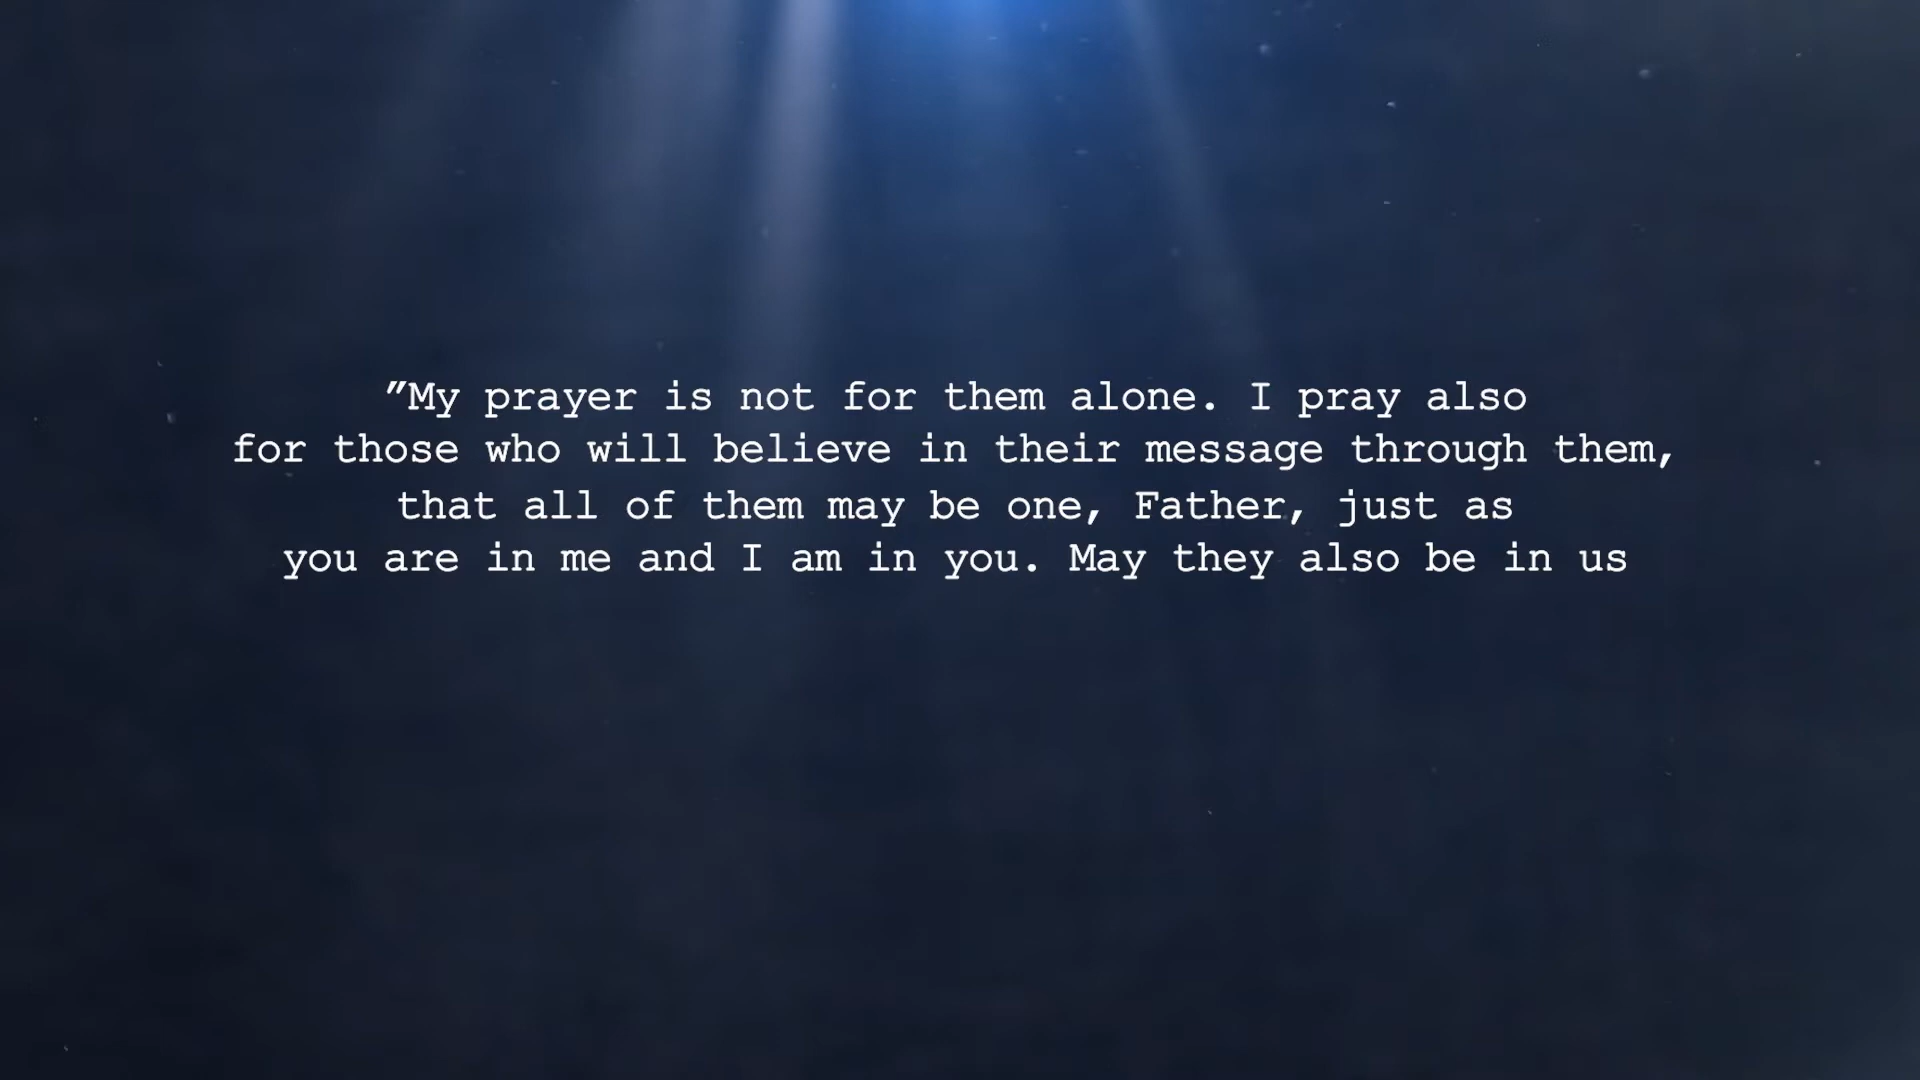 "My prayer is not for them alone. I pray also
for those who will believe in their message through them,
that all of them may be one, Father, just as
you are in me and I am in you. May they also be in us